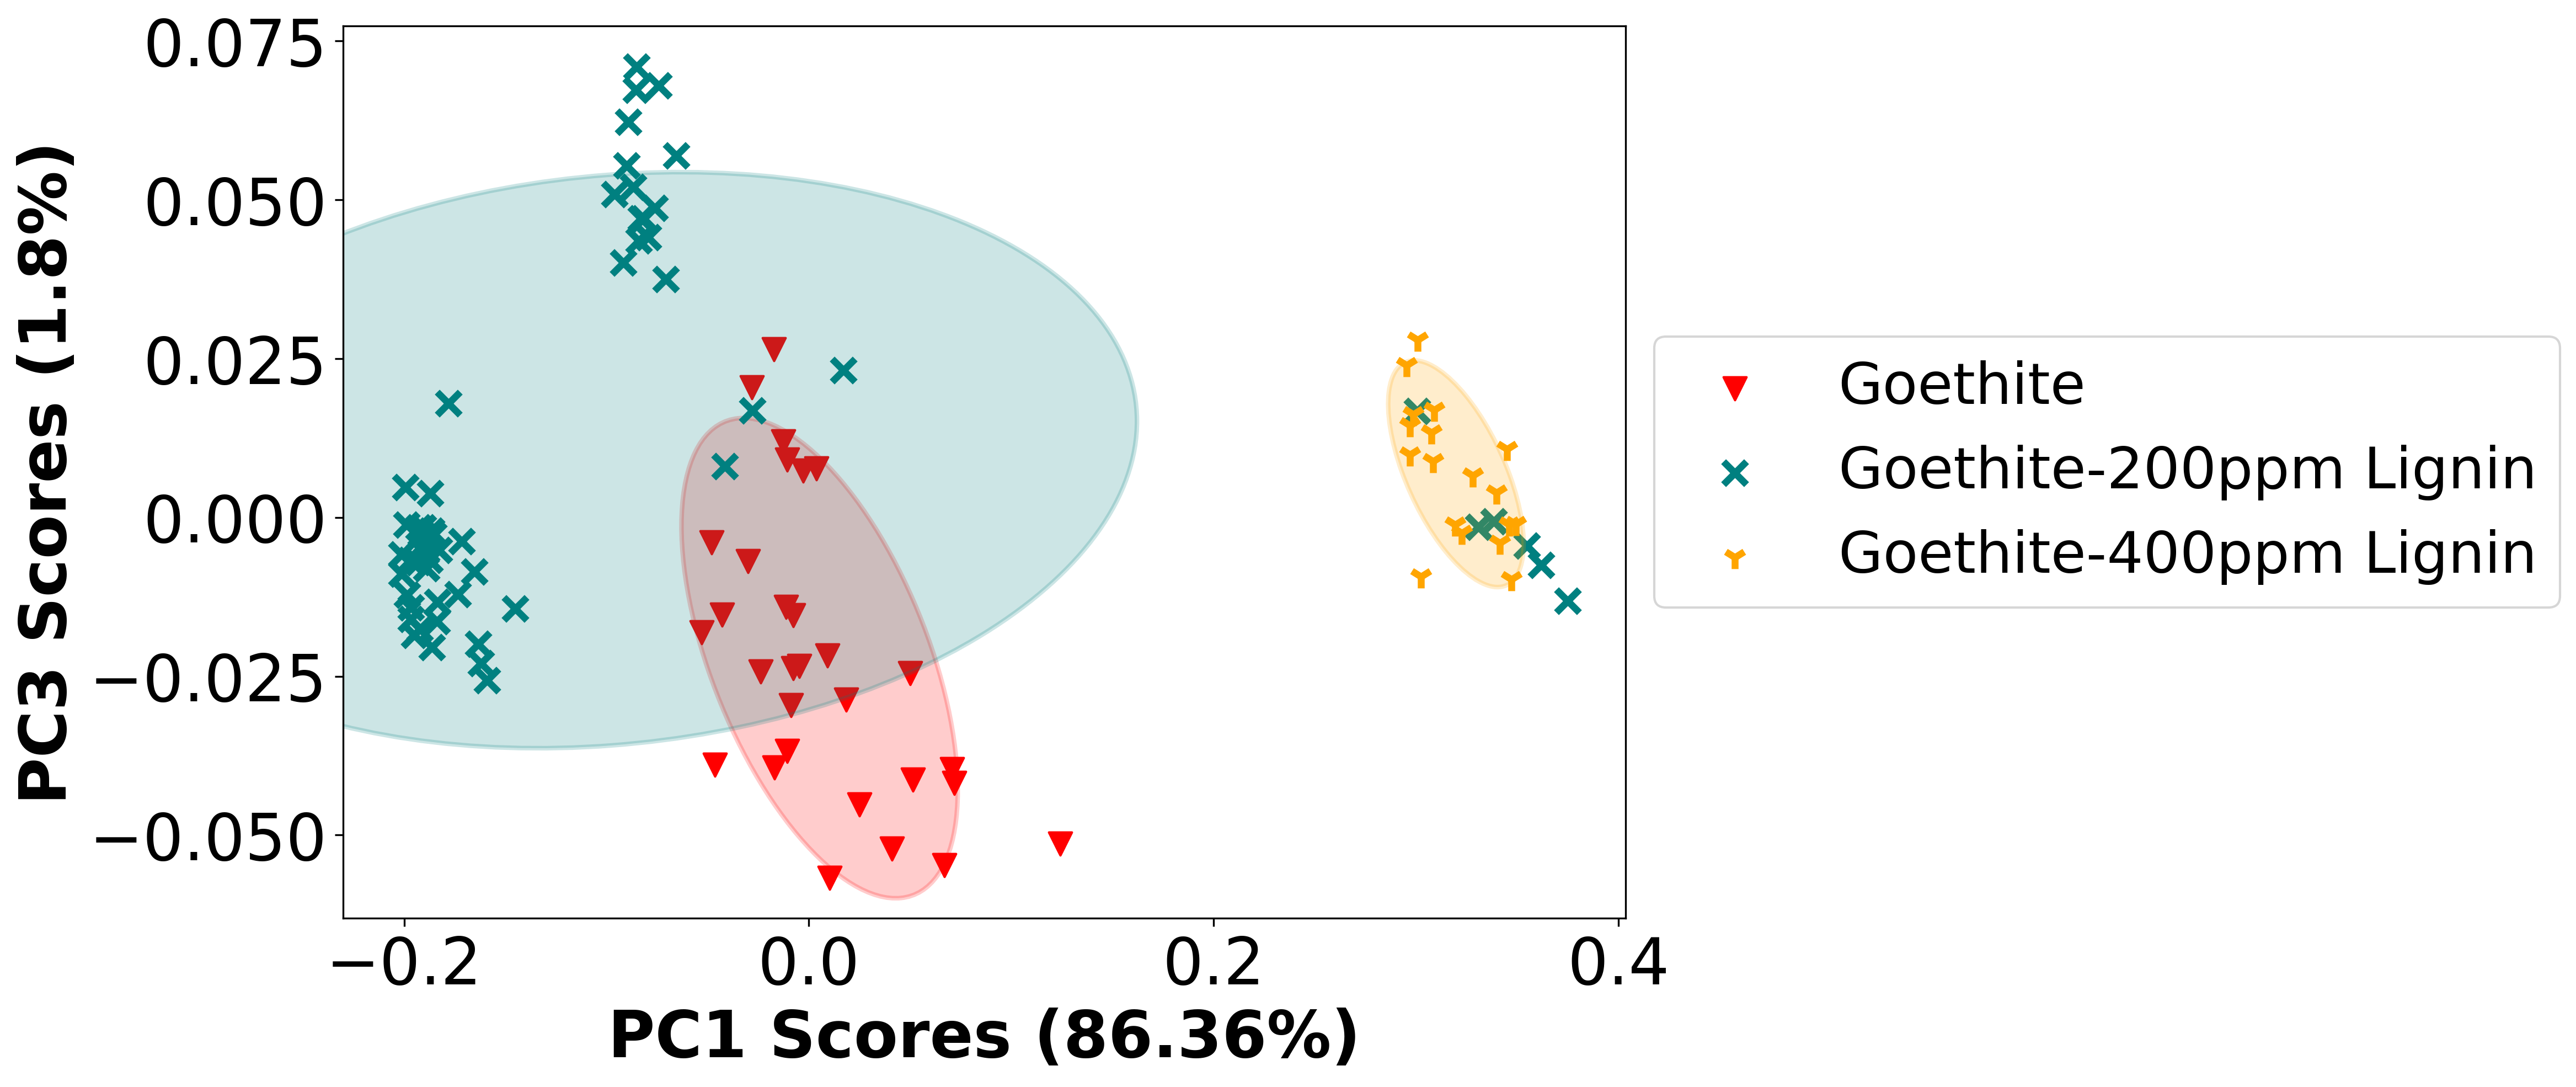 0.075
0.050
0.025
0.000
−0.025
−0.050
PC3 Scores (1.8%)
−0.2
0.0
0.2
0.4
PC1 Scores (86.36%)
Goethite
Goethite-200ppm Lignin
Goethite-400ppm Lignin